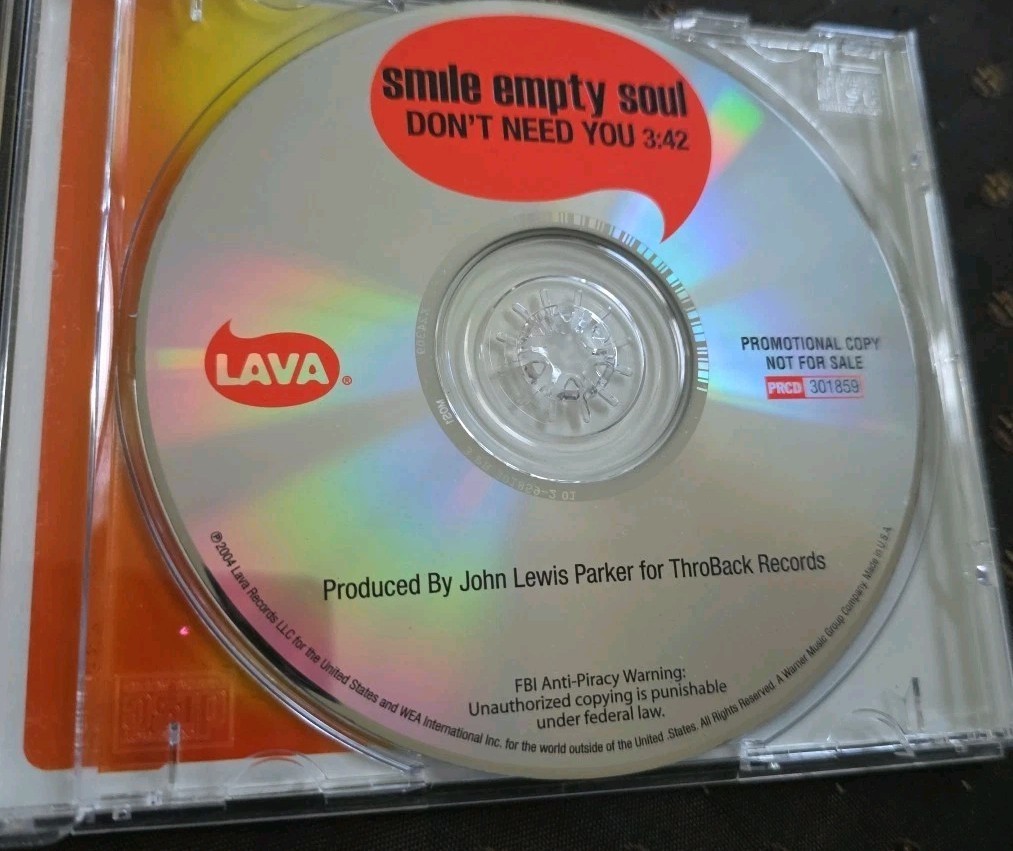 smile empty soul
DON'T NEED YOU 3:42
LAVA®
PROMOTIONAL COPY
NOT FOR SALE
PRCD 301859
Produced By John Lewis Parker for ThroBack Records
FBI Anti-Piracy Warning:
Unauthorized copying is punishable
under federal law.
℗ 2004 Lava Records LLC for the United States and WEA International Inc. for the world outside of the United .States. All Rights Reserved. A Warner Music Group Company. Made in U.S.A.